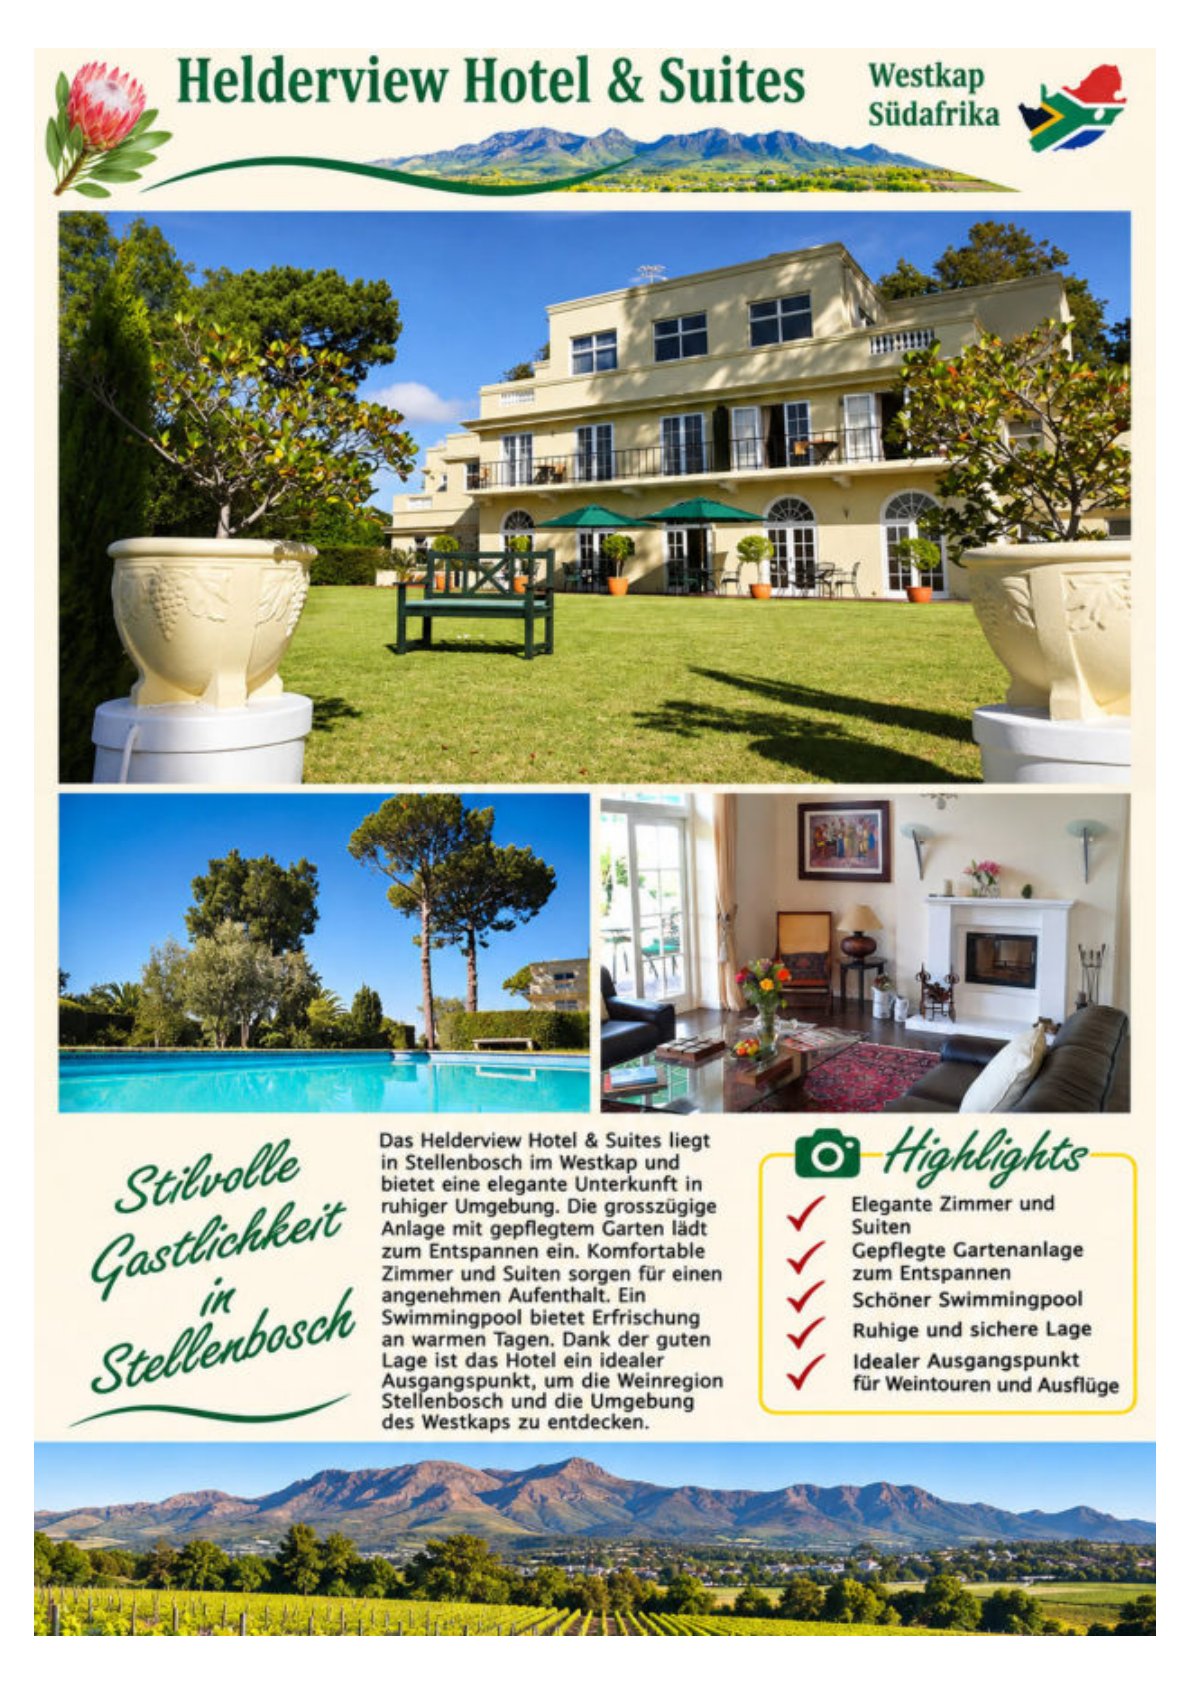 Helderview Hotel & Suites
Westkap
Südafrika
Stilvolle
Gastlichkeit
in
Stellenbosch
Das Helderview Hotel & Suites liegt
in Stellenbosch im Westkap und
bietet eine elegante Unterkunft in
ruhiger Umgebung. Die grosszügige
Anlage mit gepflegtem Garten lädt
zum Entspannen ein. Komfortable
Zimmer und Suiten sorgen für einen
angenehmen Aufenthalt. Ein
Swimmingpool bietet Erfrischung
an warmen Tagen. Dank der guten
Lage ist das Hotel ein idealer
Ausgangspunkt, um die Weinregion
Stellenbosch und die Umgebung
des Westkaps zu entdecken.
Highlights
Elegante Zimmer und
Suiten
Gepflegte Gartenanlage
zum Entspannen
Schöner Swimmingpool
Ruhige und sichere Lage
Idealer Ausgangspunkt
für Weintouren und Ausflüge